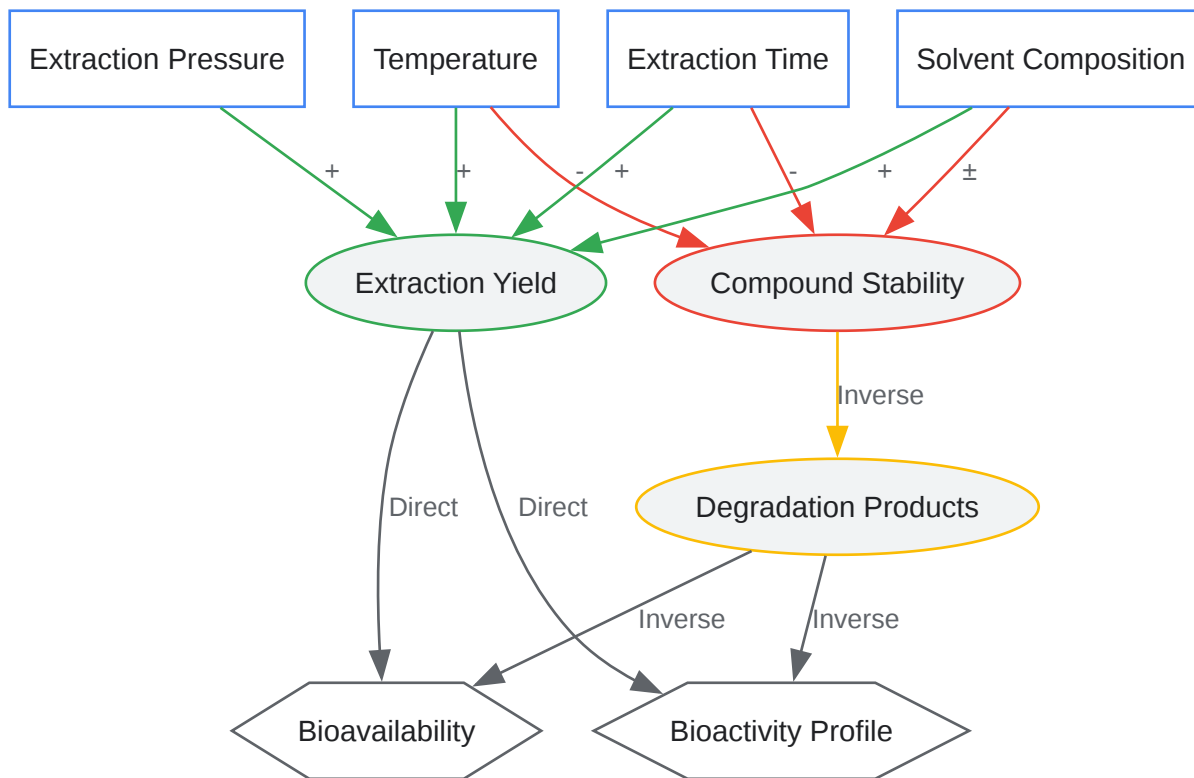 Extraction Pressure
Temperature
Extraction Time
Solvent Composition
+
+
-
+
-
+
±
Extraction Yield
Compound Stability
Inverse
Degradation Products
Direct
Direct
Inverse
Inverse
Bioavailability
Bioactivity Profile